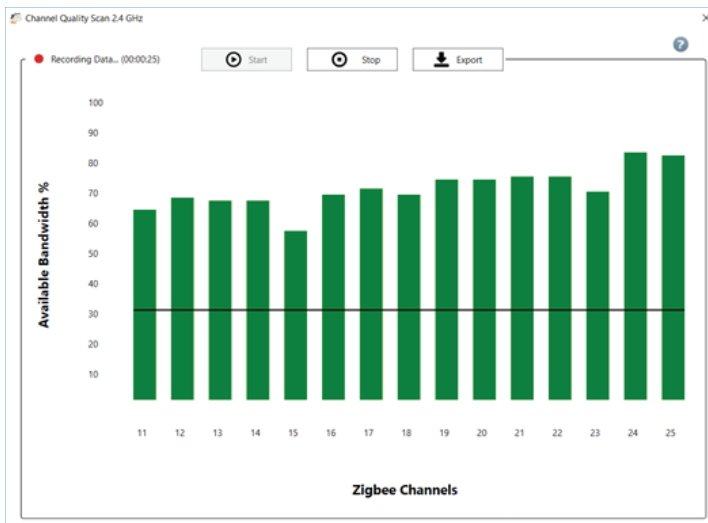 Channel Quality Scan 2.4 GHz
Recording Data... (00:00:25)
Start
Stop
Export
?
100
90
80
70
60
50
40
30
20
10
Available Bandwidth %
11 12 13 14 15 16 17 18 19 20 21 22 23 24 25
Zigbee Channels